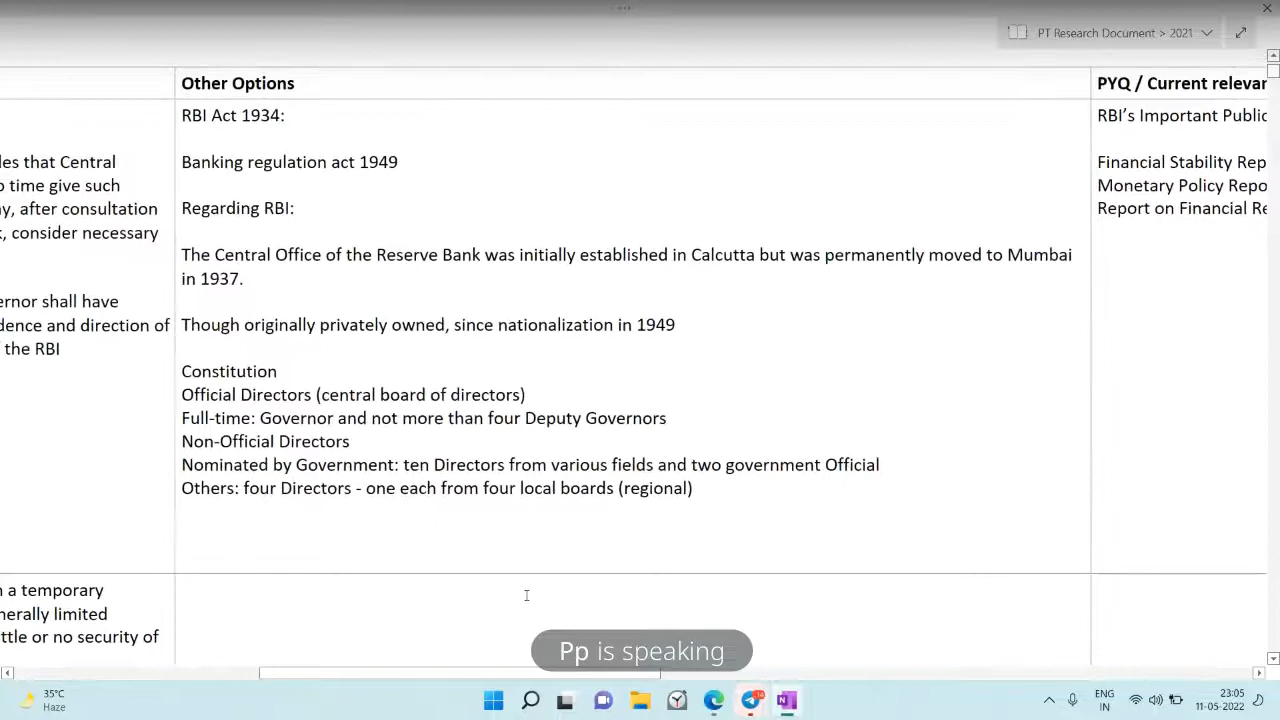 PT Research Document > 2021
Other Options
PYQ / Current relevar
RBI Act 1934:
RBI's Important Public
les that Central
Banking regulation act 1949
Financial Stability Rep
o time give such
Monetary Policy Repo
ay, after consultation
Regarding RBI:
Report on Financial Re
k, consider necessary
The Central Office of the Reserve Bank was initially established in Calcutta but was permanently moved to Mumbai
in 1937.
ernor shall have
dence and direction of
Though originally privately owned, since nationalization in 1949
f the RBI
Constitution
Official Directors (central board of directors)
Full-time: Governor and not more than four Deputy Governors
Non-Official Directors
Nominated by Government: ten Directors from various fields and two government Official
Others: four Directors - one each from four local boards (regional)
n a temporary
nerally limited
ttle or no security of
Pp is speaking
35°C
Haze
14
N
ENG
IN
23:05
11-05-2022